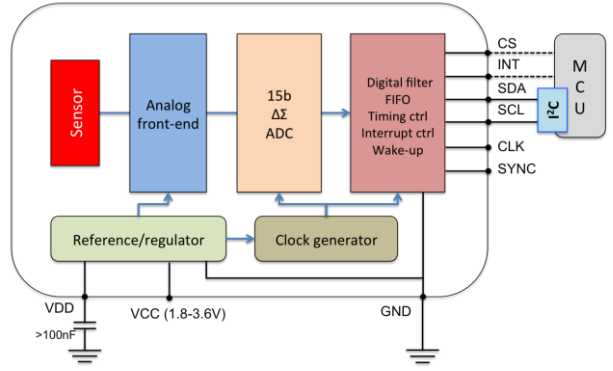 CS
INT
SDA
SCL
CLK
SYNC
M
C
U
I²C
Sensor
Analog
front-end
15b
ΔΣ
ADC
Digital filter
FIFO
Timing ctrl
Interrupt ctrl
Wake-up
Reference/regulator
Clock generator
VDD
>100nF
VCC (1.8-3.6V)
GND